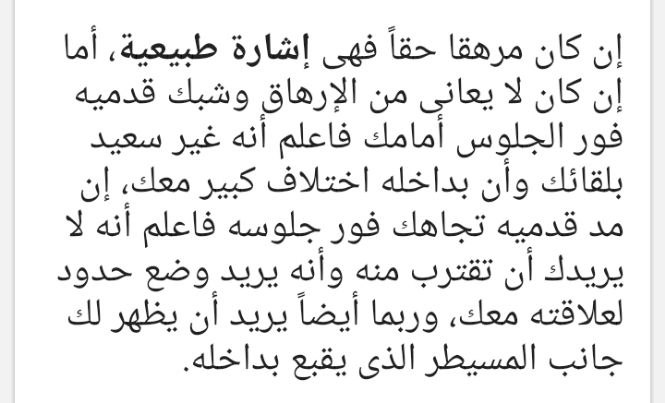 إن كان مرهقا حقاً فهى إشارة طبيعية، أما
إن كان لا يعانى من الإرهاق وشبك قدميه
فور الجلوس أمامك فاعلم أنه غير سعيد
بلقائك وأن بداخله اختلاف كبير معك، إن
مد قدميه تجاهك فور جلوسه فاعلم أنه لا
يريدك أن تقترب منه وأنه يريد وضع حدود
لعلاقته معك، وربما أيضاً يريد أن يظهر لك
جانب المسيطر الذى يقبع بداخله.